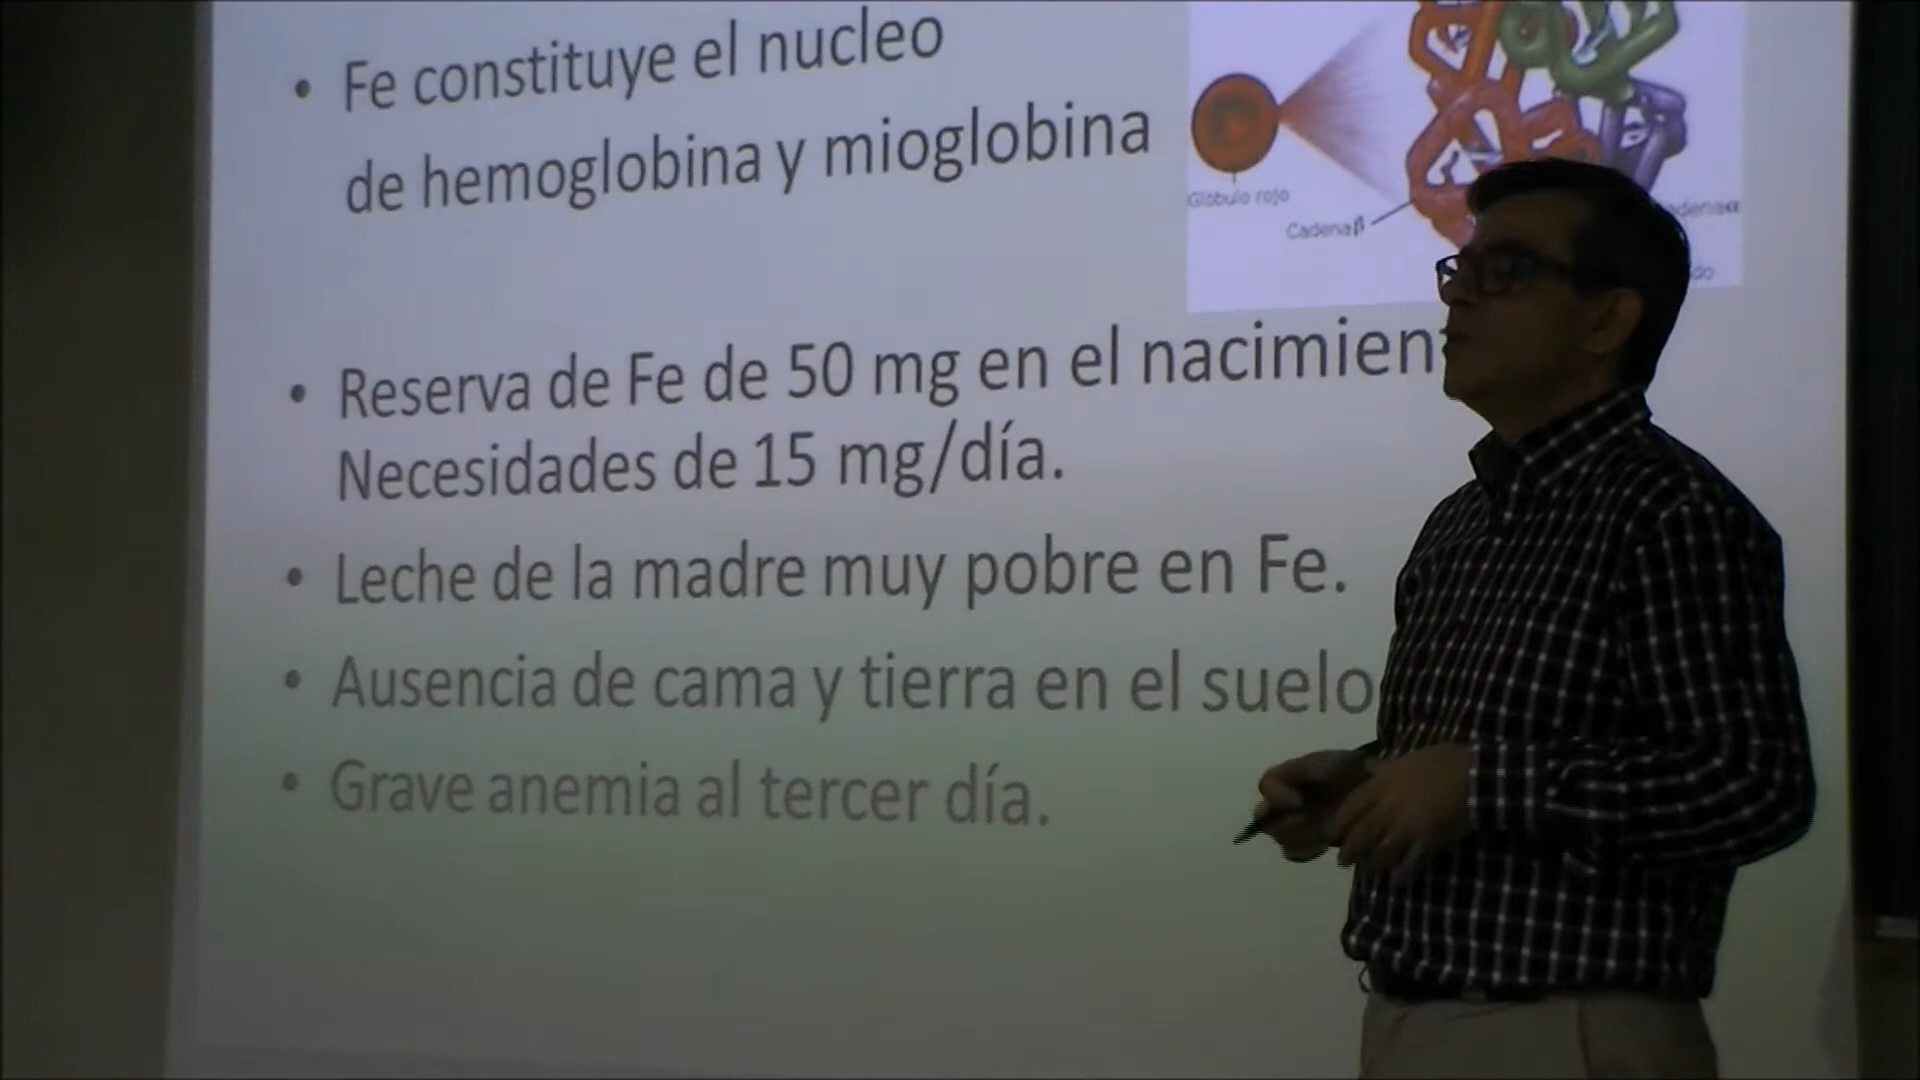 • Fe constituye el nucleo
de hemoglobina y mioglobina
Glóbulo rojo
Cadena β
• Reserva de Fe de 50 mg en el
Necesidades de 15 mg/día.
• Leche de la madre muy pobre en Fe.
• Ausencia de cama y tierra en el suelo
• Grave anemia al tercer día.